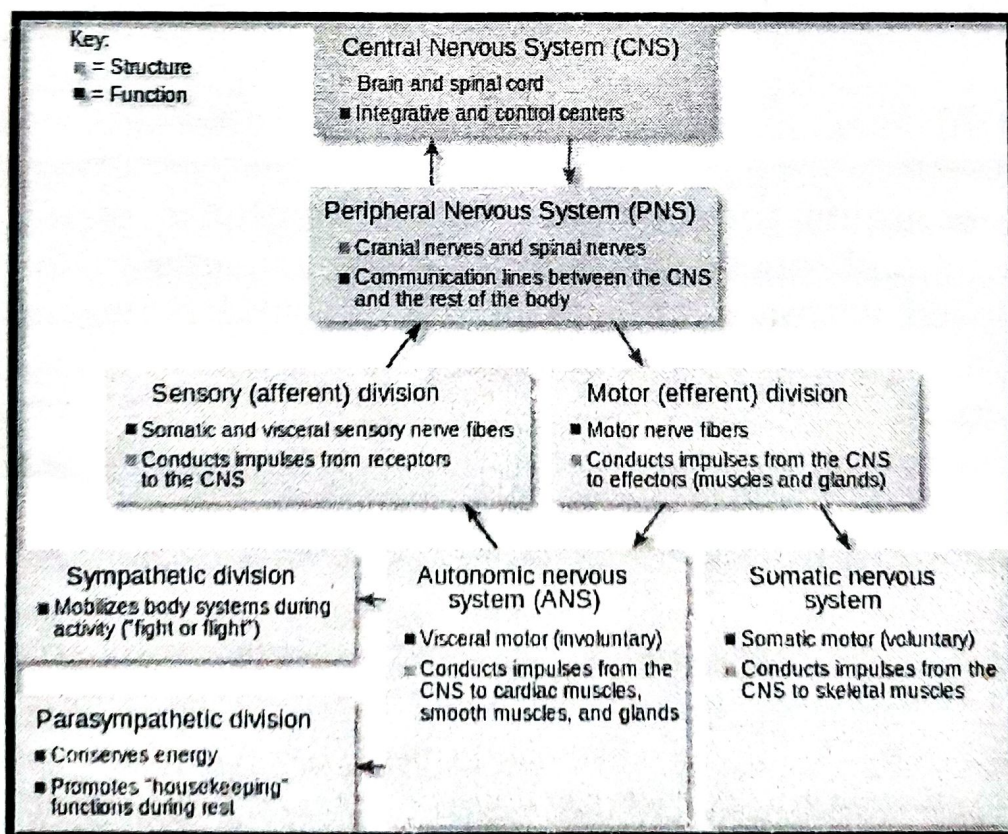 Key:
= Structure
= Function
Central Nervous System (CNS)
Brain and spinal cord
Integrative and control centers
Peripheral Nervous System (PNS)
Cranial nerves and spinal nerves
Communication lines between the CNS
and the rest of the body
Sensory (afferent) division
Somatic and visceral sensory nerve fibers
Conducts impulses from receptors
to the CNS
Motor (efferent) division
Motor nerve fibers
Conducts impulses from the CNS
to effectors (muscles and glands)
Sympathetic division
Mobilizes body systems during
activity ("fight or flight")
Autonomic nervous
system (ANS)
Visceral motor (involuntary)
Conducts impulses from the
CNS to cardiac muscles,
smooth muscles, and glands
Somatic nervous
system
Somatic motor (voluntary)
Conducts impulses from the
CNS to skeletal muscles
Parasympathetic division
Conserves energy
Promotes "housekeeping"
functions during rest